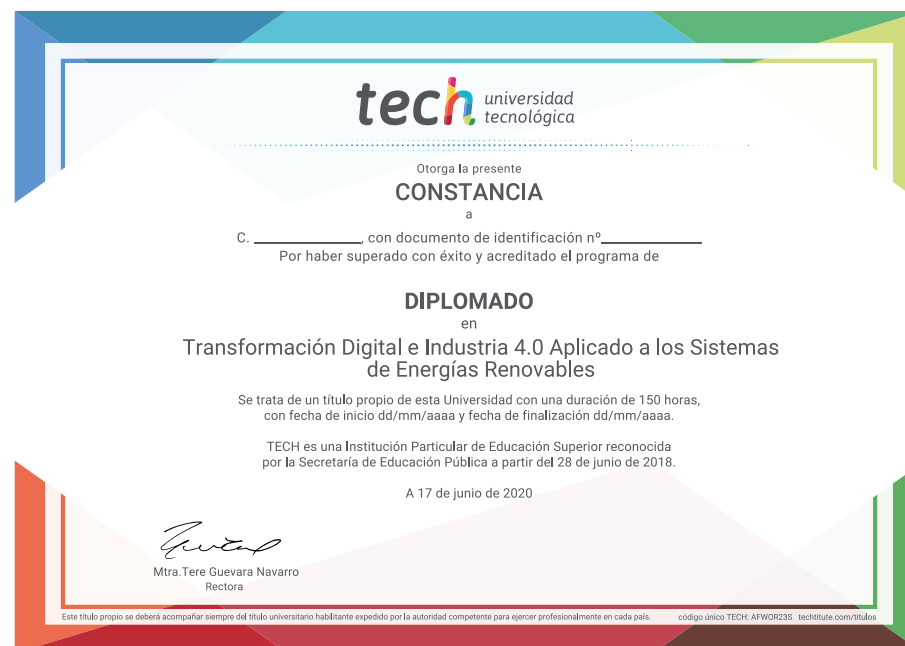 tech universidad
tecnológica
Otorga la presente
CONSTANCIA
a
C. ______________, con documento de identificación nº______________
Por haber superado con éxito y acreditado el programa de
DIPLOMADO
en
Transformación Digital e Industria 4.0 Aplicado a los Sistemas
de Energías Renovables
Se trata de un título propio de esta Universidad con una duración de 150 horas,
con fecha de inicio dd/mm/aaaa y fecha de finalización dd/mm/aaaa.
TECH es una Institución Particular de Educación Superior reconocida
por la Secretaría de Educación Pública a partir del 28 de junio de 2018.
A 17 de junio de 2020
Mtra.Tere Guevara Navarro
Rectora
Este título propio se deberá acompañar siempre del título universitario habilitante expedido por la autoridad competente para ejercer profesionalmente en cada país. código único TECH: AFWOR23S techtitute.com/titulos